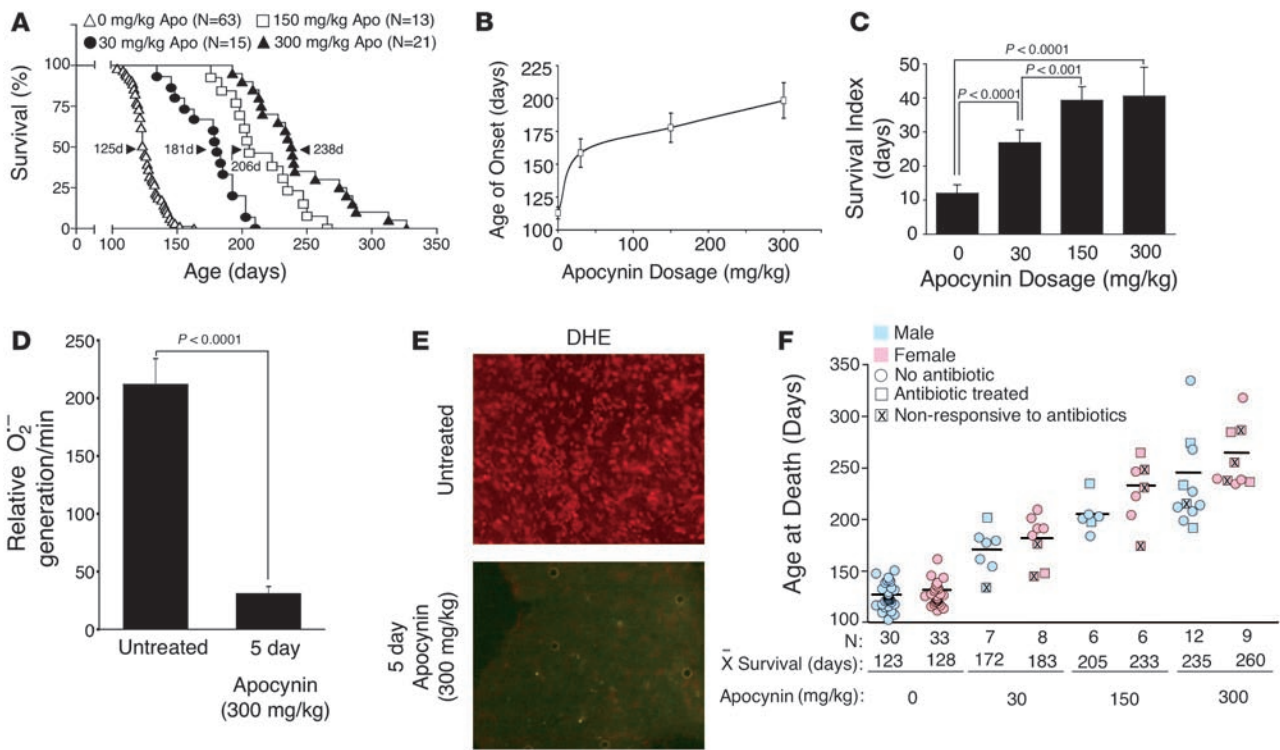 A
△ 0 mg/kg Apo (N=63) □ 150 mg/kg Apo (N=13)
● 30 mg/kg Apo (N=15) ▲ 300 mg/kg Apo (N=21)
Survival (%)
100
75
50
25
0
125d
181d
206d
238d
0 100 150 200 250 300 350
Age (days)
B
Age of Onset (days)
225
200
175
150
125
100
0 100 200 300
Apocynin Dosage (mg/kg)
C
Survival Index
(days)
P < 0.0001
P < 0.001
P < 0.0001
50
40
30
20
10
0
0 30 150 300
Apocynin Dosage (mg/kg)
D
Relative O2·−
generation/min
P < 0.0001
250
200
150
100
50
0
Untreated 5 day
Apocynin
(300 mg/kg)
E
DHE
Untreated
5 day
Apocynin
(300 mg/kg)
F
Male
Female
No antibiotic
Antibiotic treated
X Non-responsive to antibiotics
Age at Death (Days)
350
300
250
200
150
100
N: 30 33 7 8 6 6 12 9
X̄ Survival (days): 123 128 172 183 205 233 235 260
Apocynin (mg/kg): 0 30 150 300